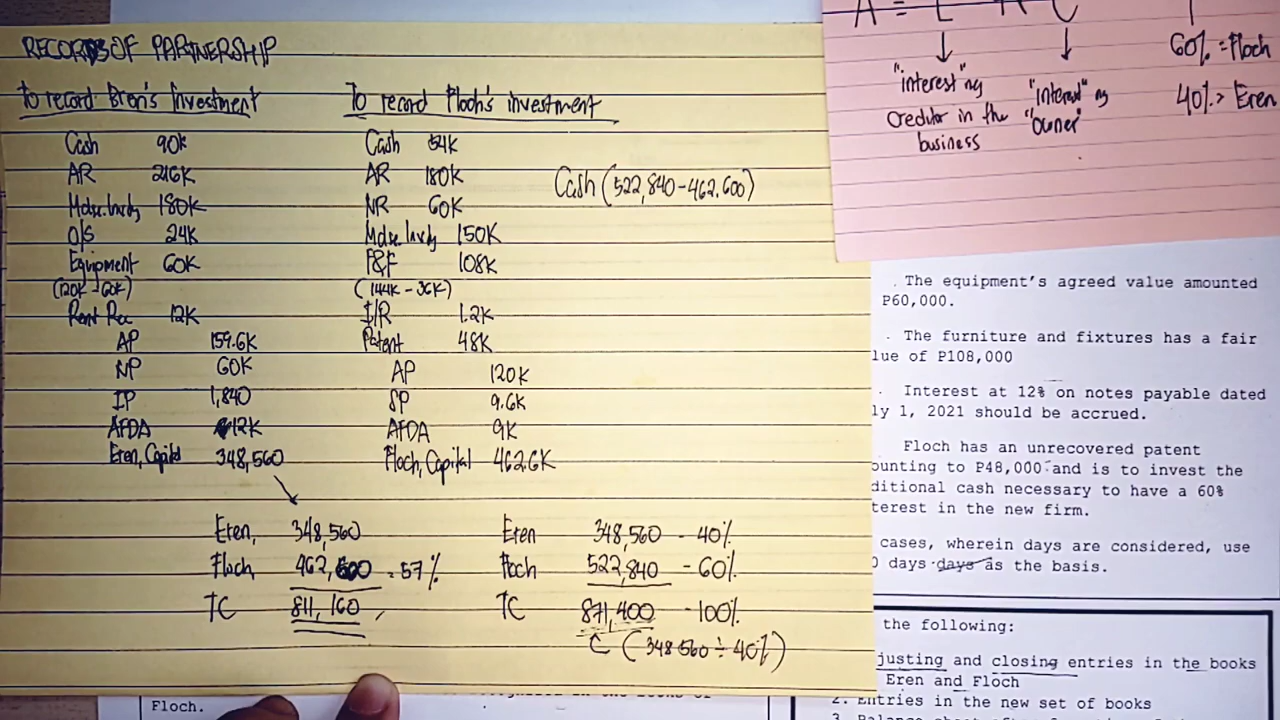 RECORDS OF PARTNERSHIP
To record Eren's Investment
Cash 90K
AR 216K
Mdse. Invty 180K
O/S 24K
Equipment 60K
(120K - 60K)
Rent Rec 12K
AP 159.6K
NP 60K
IP 1,840
AFDA 12K
Eren, Capital 348,560
To record Floch's investment
Cash 54K
AR 180K
NR 60K
Mdse. Invty 150K
F&F 108K
(144K - 36K)
I/R 1.2K
Patent 48K
AP 120K
SP 9.6K
AFDA 9K
Floch, Capital 462.6K
Cash (522,840-462,600)
Eren, 348,560
Floch, 462,600 = 57%
TC 811,160
Eren 348,560 - 40%
Floch 522,840 - 60%
TC 871,400 - 100%
(348,560 ÷ 40%)
A = L
"interest" ng
creditor in the
business
"interest" ng
"owner"
60% = Floch
40% > Eren
. The equipment's agreed value amounted
P60,000.
. The furniture and fixtures has a fair
lue of P108,000
. Interest at 12% on notes payable dated
ly 1, 2021 should be accrued.
Floch has an unrecovered patent
ounting to P48,000 and is to invest the
ditional cash necessary to have a 60%
terest in the new firm.
cases, wherein days are considered, use
0 days days as the basis.
the following:
justing and closing entries in the books
Eren and Floch
2. Entries in the new set of books
Floch.